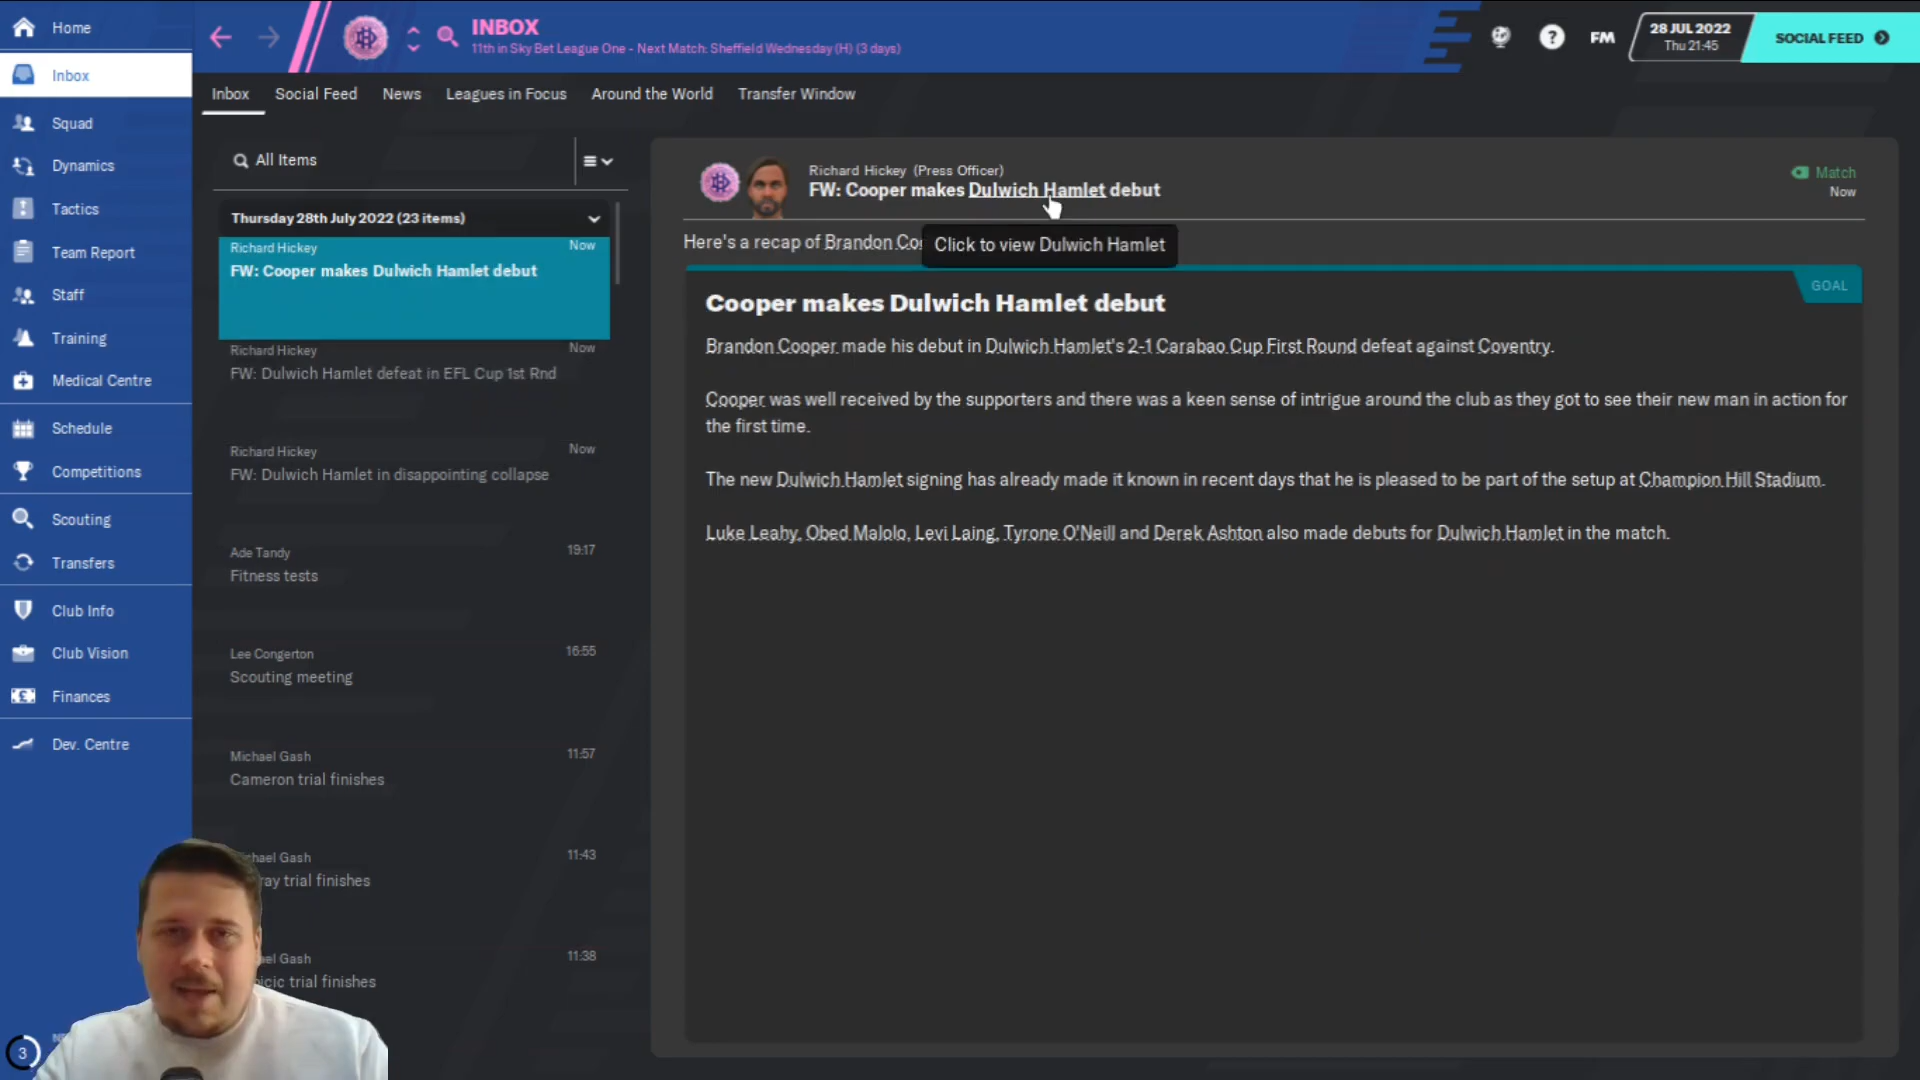 Home
Inbox
Squad
Dynamics
Tactics
Team Report
Staff
Training
Medical Centre
Schedule
Competitions
Scouting
Transfers
Club Info
Club Vision
Finances
Dev. Centre
3
INBOX
11th in Sky Bet League One - Next Match: Sheffield Wednesday (H) (3 days)
?
FM
28 JUL 2022
Thu 21:45
SOCIAL FEED
Inbox
Social Feed
News
Leagues in Focus
Around the World
Transfer Window
All Items
Thursday 28th July 2022 (23 items)
Richard Hickey
Now
FW: Cooper makes Dulwich Hamlet debut
Richard Hickey
Now
FW: Dulwich Hamlet defeat in EFL Cup 1st Rnd
Richard Hickey
Now
FW: Dulwich Hamlet in disappointing collapse
Ade Tandy
19:17
Fitness tests
Lee Congerton
16:55
Scouting meeting
Michael Gash
11:57
Cameron trial finishes
hael Gash
11:43
ray trial finishes
ael Gash
11:38
icic trial finishes
Richard Hickey (Press Officer)
FW: Cooper makes Dulwich Hamlet debut
Match
Now
Here's a recap of Brandon Co
Click to view Dulwich Hamlet
GOAL
Cooper makes Dulwich Hamlet debut
Brandon Cooper made his debut in Dulwich Hamlet's 2-1 Carabao Cup First Round defeat against Coventry.
Cooper was well received by the supporters and there was a keen sense of intrigue around the club as they got to see their new man in action for
the first time.
The new Dulwich Hamlet signing has already made it known in recent days that he is pleased to be part of the setup at Champion Hill Stadium.
Luke Leahy, Obed Malolo, Levi Laing, Tyrone O'Neill and Derek Ashton also made debuts for Dulwich Hamlet in the match.